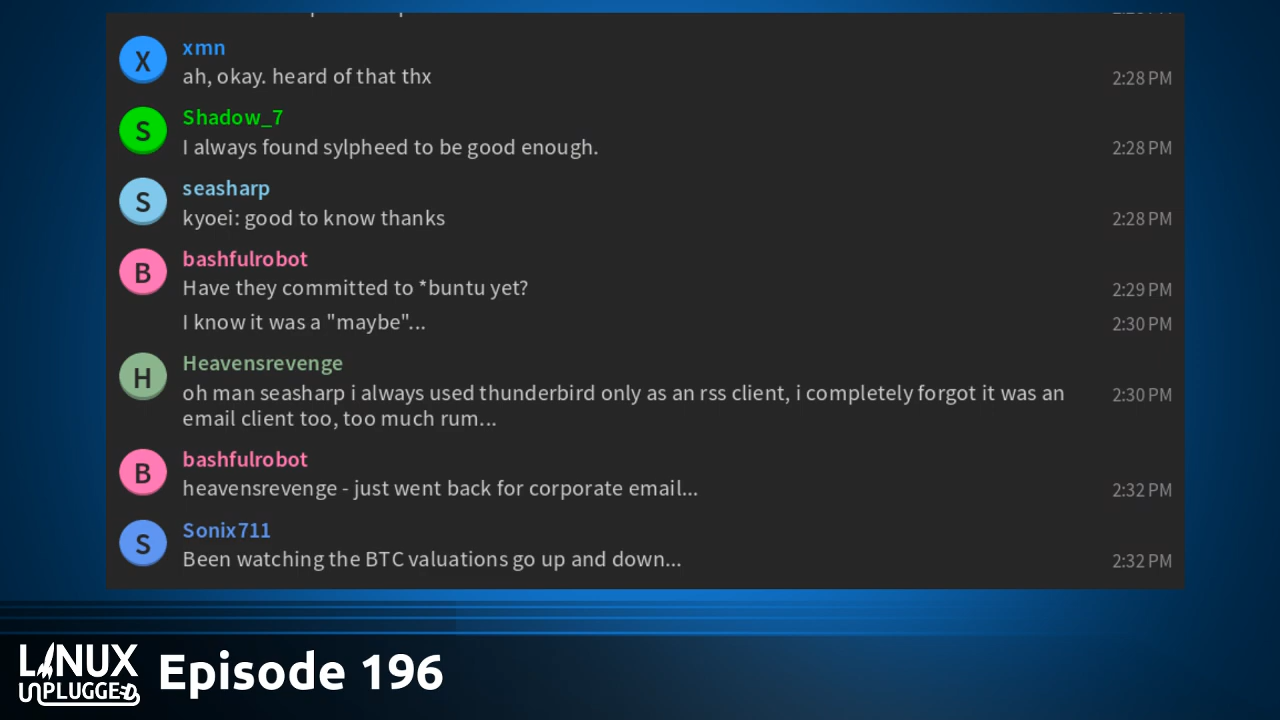 X
xmn
ah, okay. heard of that thx
2:28 PM
S
Shadow_7
I always found sylpheed to be good enough.
2:28 PM
S
seasharp
kyoei: good to know thanks
2:28 PM
B
bashfulrobot
Have they committed to *buntu yet?
2:29 PM
I know it was a "maybe"...
2:30 PM
H
Heavensrevenge
oh man seasharp i always used thunderbird only as an rss client, i completely forgot it was an
2:30 PM
email client too, too much rum...
B
bashfulrobot
heavensrevenge - just went back for corporate email...
2:32 PM
S
Sonix711
Been watching the BTC valuations go up and down...
2:32 PM
LINUX
UNPLUGGED
Episode 196